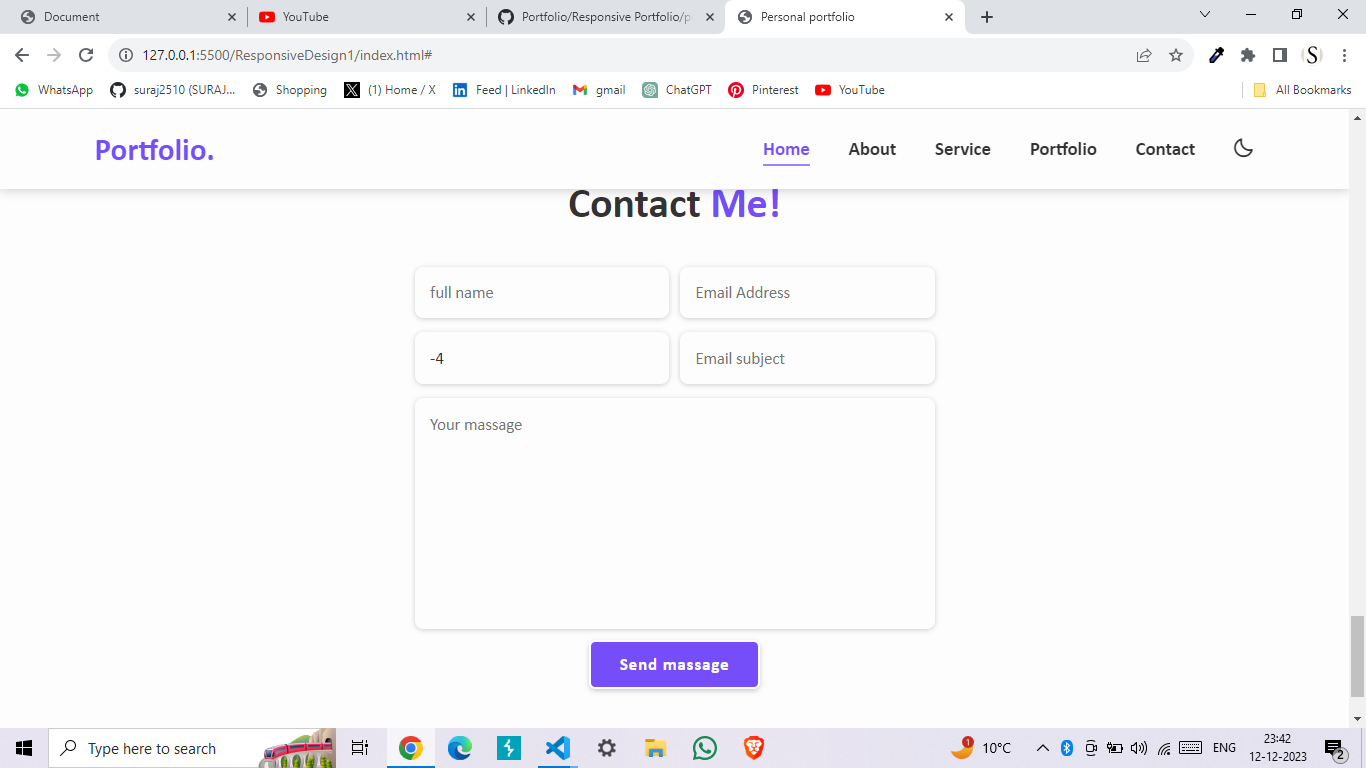 Document
YouTube
Portfolio/Responsive Portfolio/p
Personal portfolio
127.0.0.1:5500/ResponsiveDesign1/index.html#
WhatsApp
suraj2510 (SURAJ...
Shopping
(1) Home / X
Feed | LinkedIn
gmail
ChatGPT
Pinterest
YouTube
All Bookmarks
Portfolio.
Home
About
Service
Portfolio
Contact
Contact Me!
full name
Email Address
-4
Email subject
Your massage
Send massage
Type here to search
1
10°C
ENG
23:42
12-12-2023
2